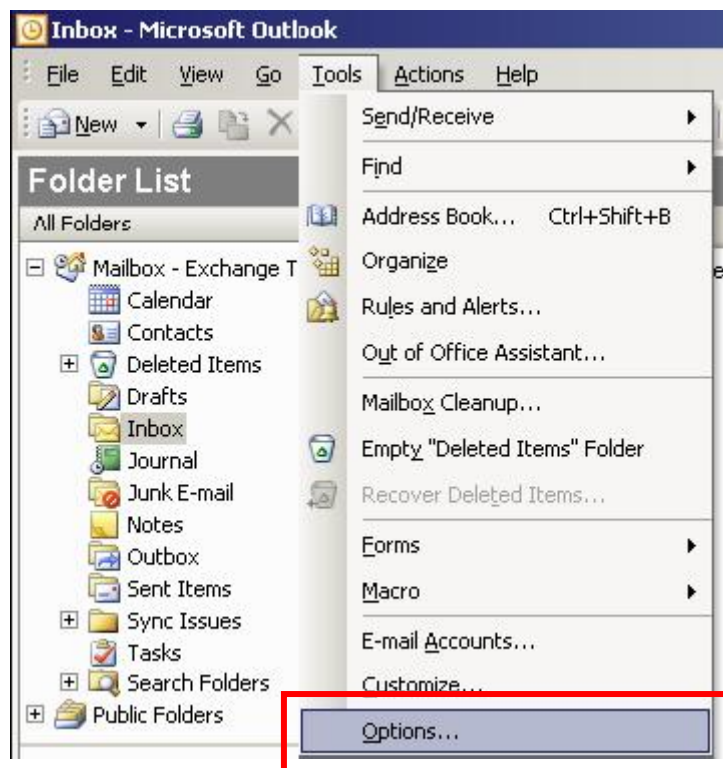 Inbox - Microsoft Outlook
File Edit View Go Tools Actions Help
New
Send/Receive
Find
Address Book... Ctrl+Shift+B
Organize
Rules and Alerts...
Out of Office Assistant...
Mailbox Cleanup...
Empty "Deleted Items" Folder
Recover Deleted Items...
Forms
Macro
E-mail Accounts...
Customize...
Options...
Folder List
All Folders
Mailbox - Exchange T
Calendar
Contacts
Deleted Items
Drafts
Inbox
Journal
Junk E-mail
Notes
Outbox
Sent Items
Sync Issues
Tasks
Search Folders
Public Folders